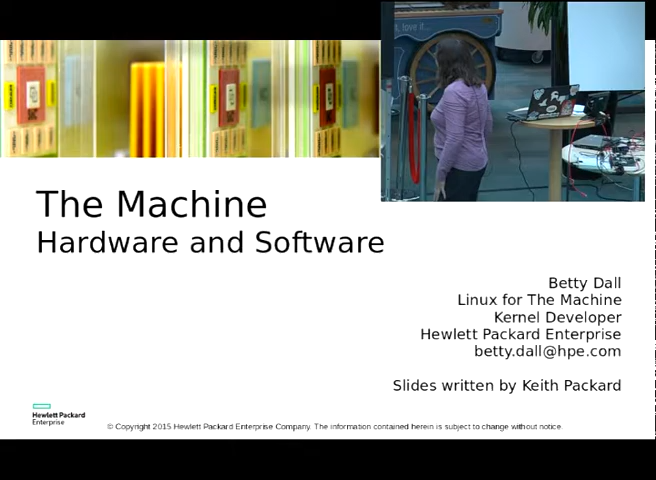 t, love it...
The Machine
Hardware and Software
Betty Dall
Linux for The Machine
Kernel Developer
Hewlett Packard Enterprise
betty.dall@hpe.com
Slides written by Keith Packard
Hewlett Packard
Enterprise
© Copyright 2015 Hewlett Packard Enterprise Company. The information contained herein is subject to change without notice.